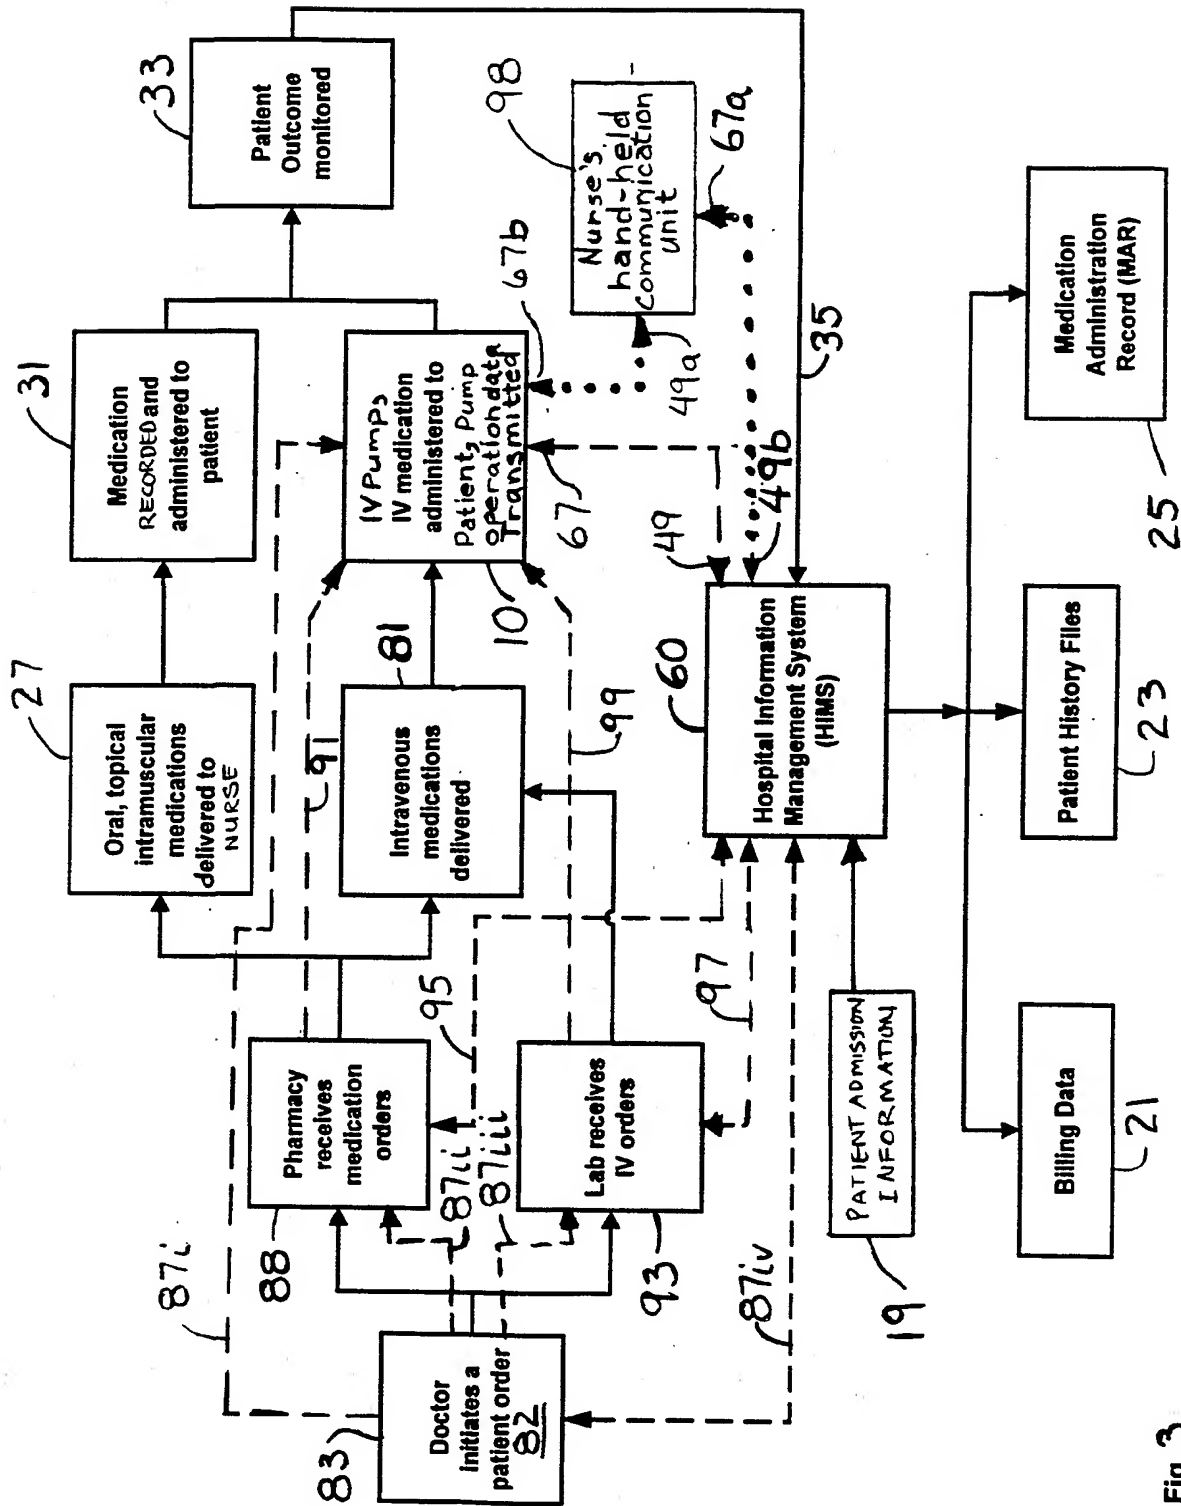 83
Doctor
initiates a
patient order
82
87i
88
Pharmacy
receives
medication
orders
87ii
87iii
93
Lab receives
IV orders
87iv
95
97
91
99
27
Oral, topical
intramuscular
medications
delivered to
NURSE
81
Intravenous
medications
delivered
31
Medication
RECORDED and
administered to
patient
10
IV Pumps
IV medication
administered to
Patient, Pump
operation data
Transmitted
67
67b
49
49a
49b
67a
33
Patient
Outcome
monitored
98
Nurse's
hand-held
communication
unit
35
60
Hospital Information
Management System
(HIMS)
19
PATIENT ADMISSION
INFORMATION
Billing Data
21
Patient History Files
23
Medication
Administration
Record (MAR)
25
Fig. 3